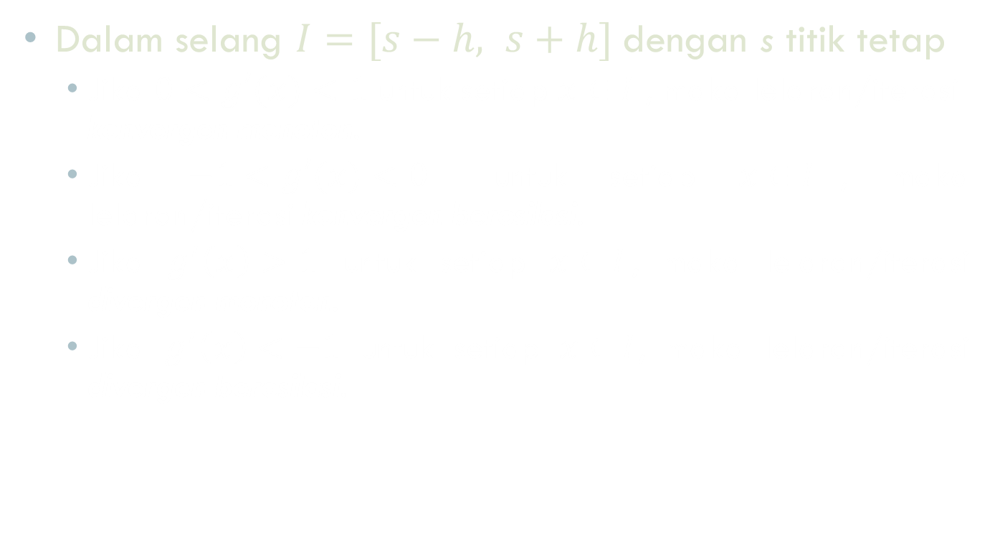 • Dalam selang 𝐼 = [𝑠 − ℎ, 𝑠 + ℎ] dengan s titik tetap
•
•
•
•